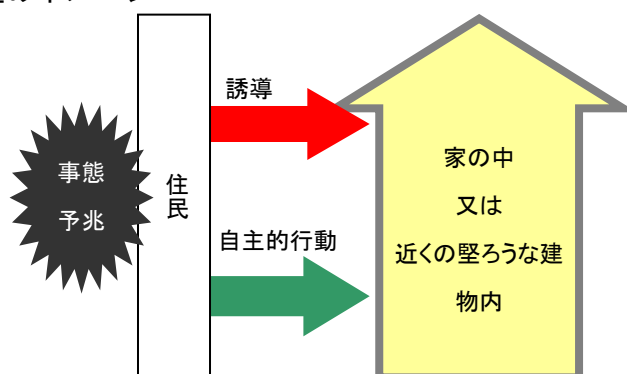 事態
予兆
住民
誘導
自主的行動
家の中
又は
近くの堅ろうな建
物内